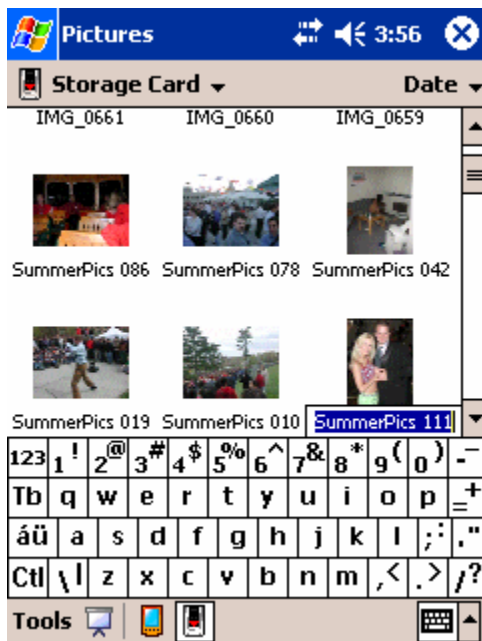 Pictures 3:56
Storage Card Date
IMG_0661 IMG_0660 IMG_0659
SummerPics 086 SummerPics 078 SummerPics 042
SummerPics 019 SummerPics 010 SummerPics 111
123 1 ! 2 @ 3 # 4 $ 5 % 6 ^ 7 & 8 * 9 ( 0 ) - _
Tb q w e r t y u i o p = +
áü a s d f g h j k l ; : ' "
Ctl \ | z x c v b n m , < . > / ?
Tools